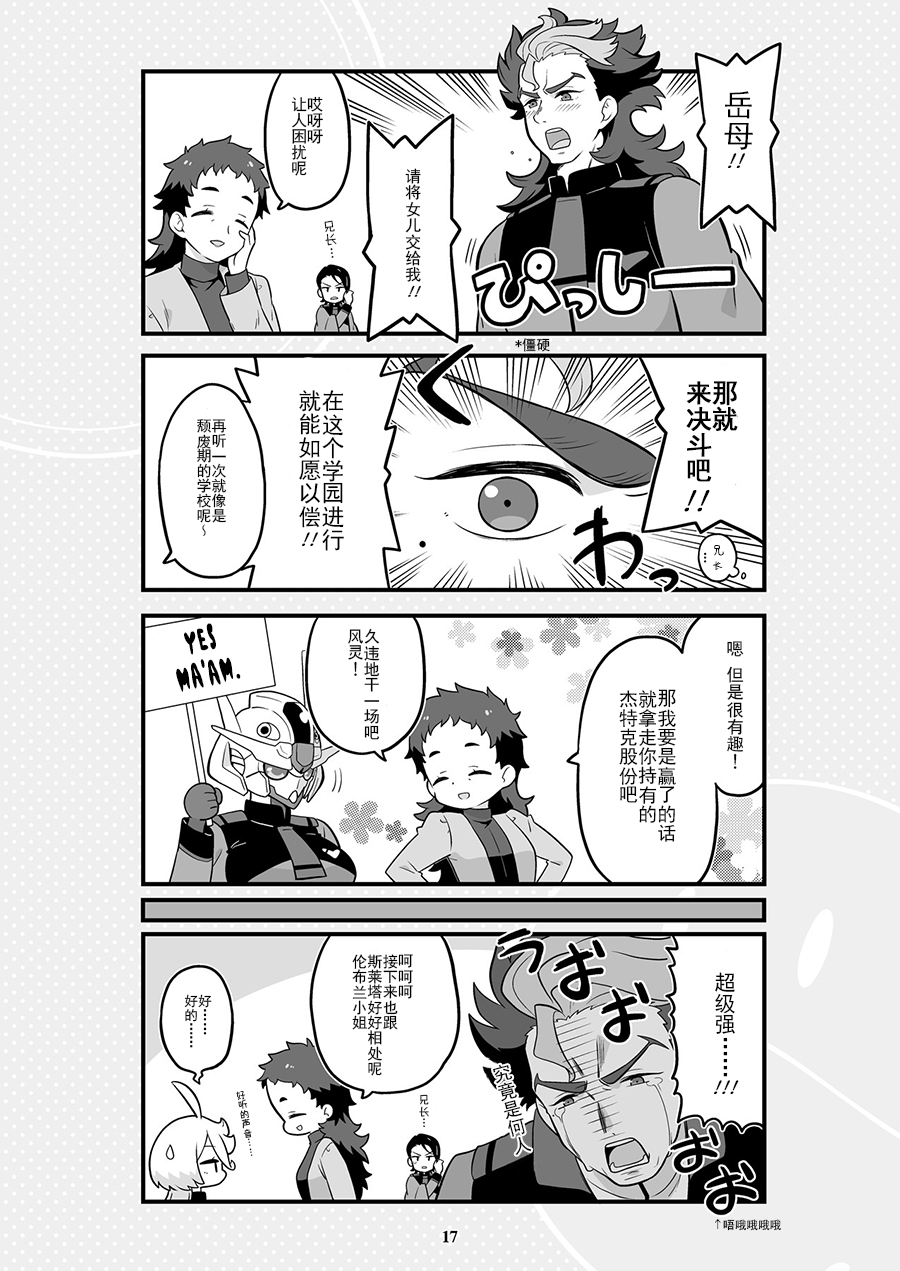 岳母!!
请将女儿交给我!!
哎呀呀
让人困扰呢
兄长…
ぴっしー
*僵硬
那就
来决斗吧!!
兄长…
くわっ
在这个学园进行
就能如愿以偿!!
再听一次就像是
颓废期的学校呢~
嗯 但是很有趣！
那我要是赢了的话
就拿走你持有的
杰特克股份吧
久违地干一场吧
风灵！
YES
MA'AM.
超级强……!!!
うおおおお
↑唔哦哦哦哦
究竟是何人
兄长…
呵呵呵
接下来也跟
斯莱塔好好相处呢
伦布兰小姐
好听的声音……
好……
好的……
17